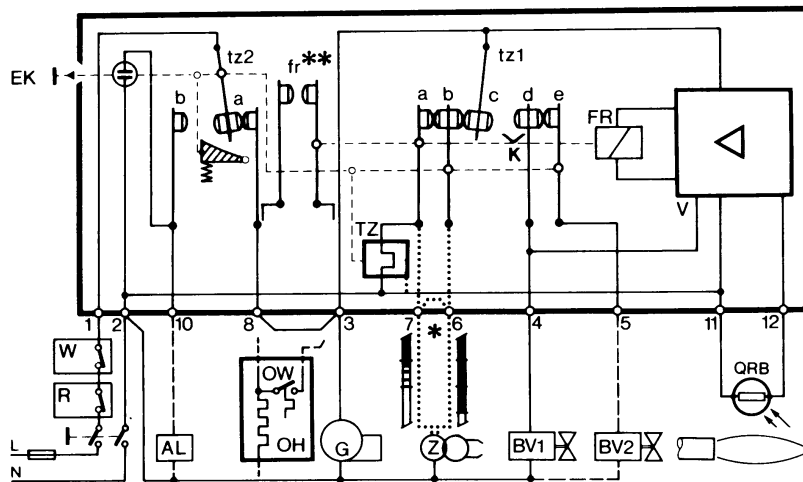 tz2
fr**
tz1
EK
b
a
a
b
c
d
e
FR
K
V
TZ
1
2
10
8
3
7
*
6
4
5
11
12
W
R
OW
OH
QRB
L
N
AL
G
Z
BV1
BV2